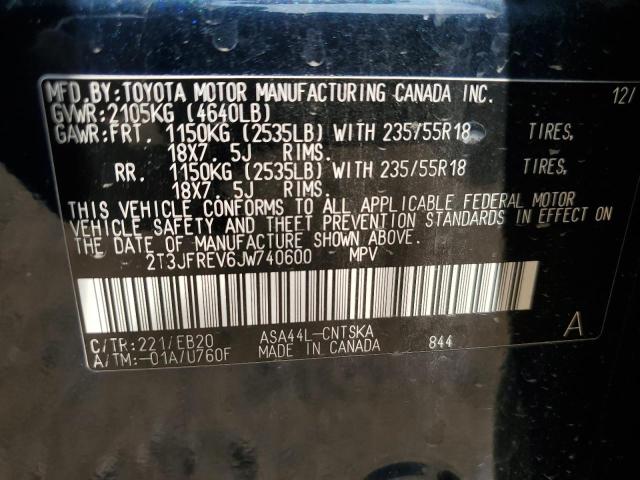 MFD.BY:TOYOTA MOTOR MANUFACTURING CANADA INC. 12/
GVWR:2105KG (4640LB)
GAWR:FRT. 1150KG (2535LB) WITH 235/55R18 TIRES,
18X7. 5J RIMS.
RR. 1150KG (2535LB) WITH 235/55R18 TIRES,
18X7. 5J RIMS.
THIS VEHICLE CONFORMS TO ALL APPLICABLE FEDERAL MOTOR
VEHICLE SAFETY AND THEFT PREVENTION STANDARDS IN EFFECT ON
THE DATE OF MANUFACTURE SHOWN ABOVE.
2T3JFREV6JW740600 MPV
C/TR:221/EB20 ASA44L-CNTSKA A
A/TM:-01A/U760F MADE IN CANADA 844